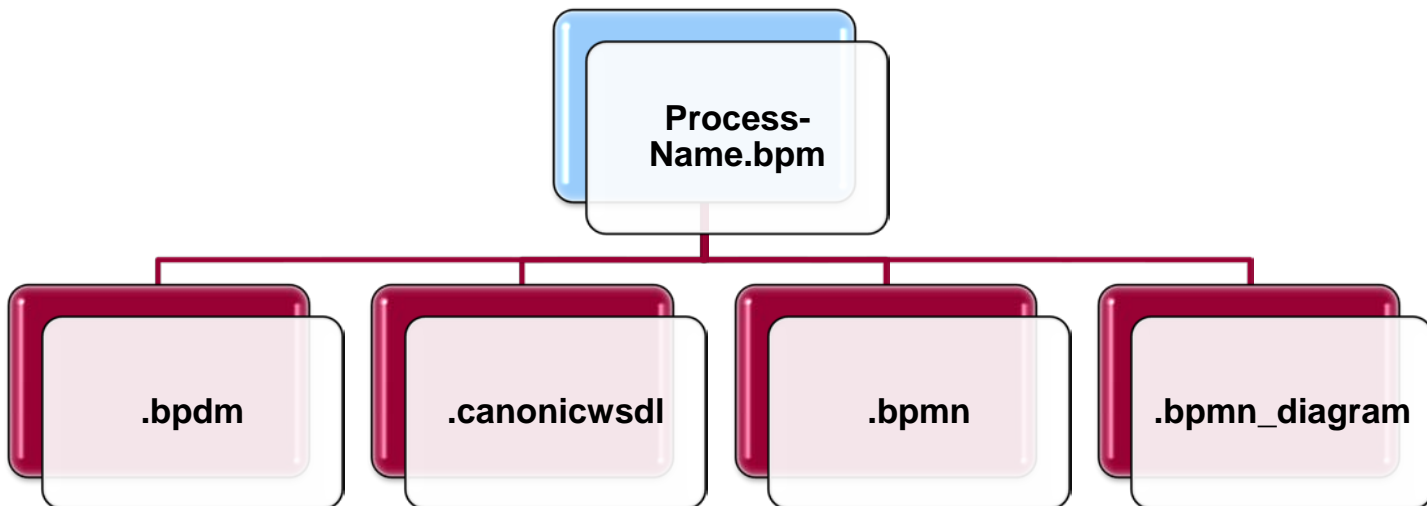 Process-
Name.bpm
.bpdm
.canonicwsdl
.bpmn
.bpmn_diagram